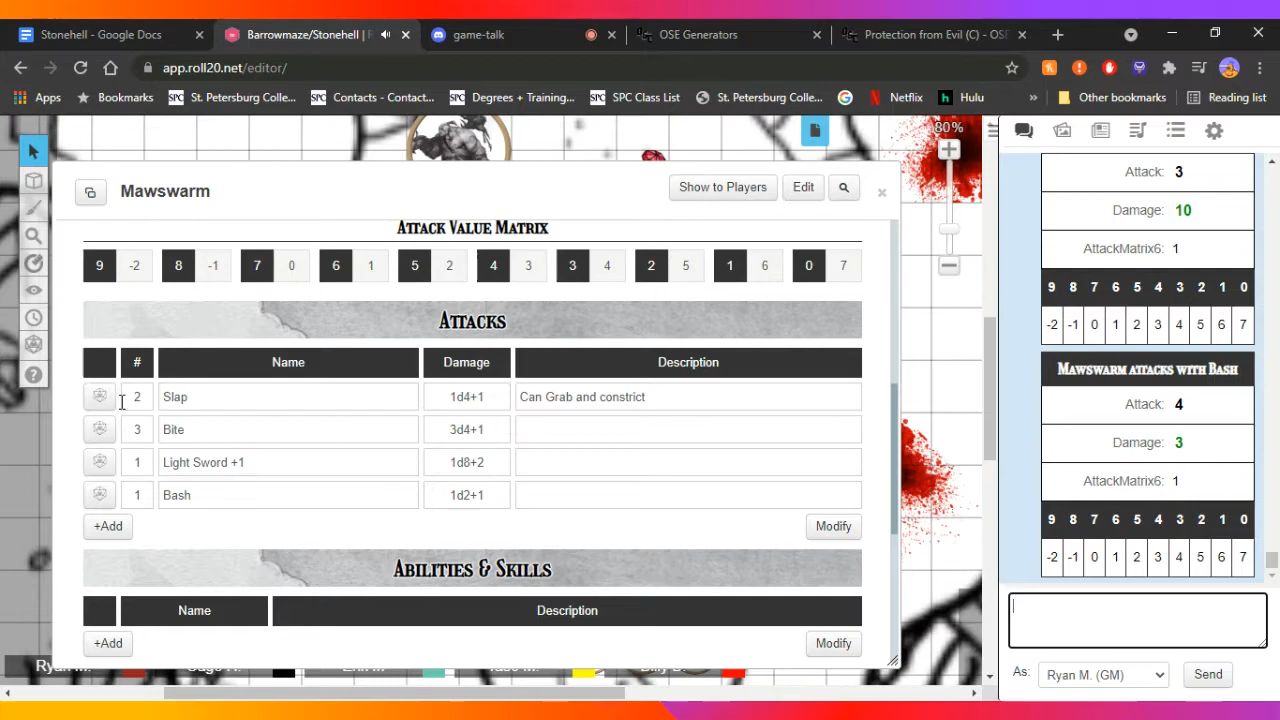 Stonehell - Google Docs
Barrowmaze/Stonehell |
game-talk
OSE Generators
Protection from Evil (C) - OS
app.roll20.net/editor/
Apps
Bookmarks
St. Petersburg Colle...
Contacts - Contact...
Degrees + Training...
SPC Class List
St. Petersburg Colle...
Netflix
Hulu
»
Other bookmarks
Reading list
80%
Mawswarm
Show to Players
Edit
ATTACK VALUE MATRIX
9 -2 8 -1 7 0 6 1 5 2 4 3 3 4 2 5 1 6 0 7
ATTACKS
# Name Damage Description
2 Slap 1d4+1 Can Grab and constrict
3 Bite 3d4+1
1 Light Sword +1 1d8+2
1 Bash 1d2+1
+Add Modify
ABILITIES & SKILLS
Name Description
+Add Modify
Attack: 3
Damage: 10
AttackMatrix6: 1
9 8 7 6 5 4 3 2 1 0
-2 -1 0 1 2 3 4 5 6 7
MAWSWARM ATTACKS WITH BASH
Attack: 4
Damage: 3
AttackMatrix6: 1
9 8 7 6 5 4 3 2 1 0
-2 -1 0 1 2 3 4 5 6 7
As: Ryan M. (GM) Send